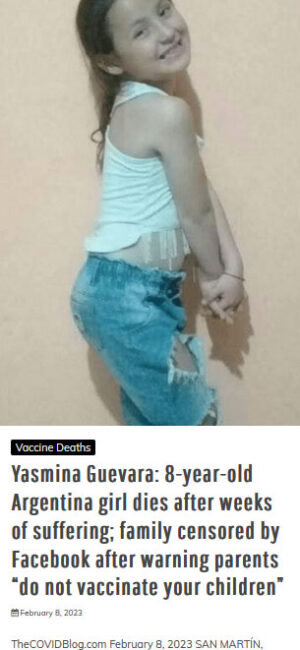 Vaccine Deaths
Yasmina Guevara: 8-year-old
Argentina girl dies after weeks
of suffering; family censored by
Facebook after warning parents
“do not vaccinate your children”
February 8, 2023
TheCOVIDBlog.com February 8, 2023 SAN MARTÍN,